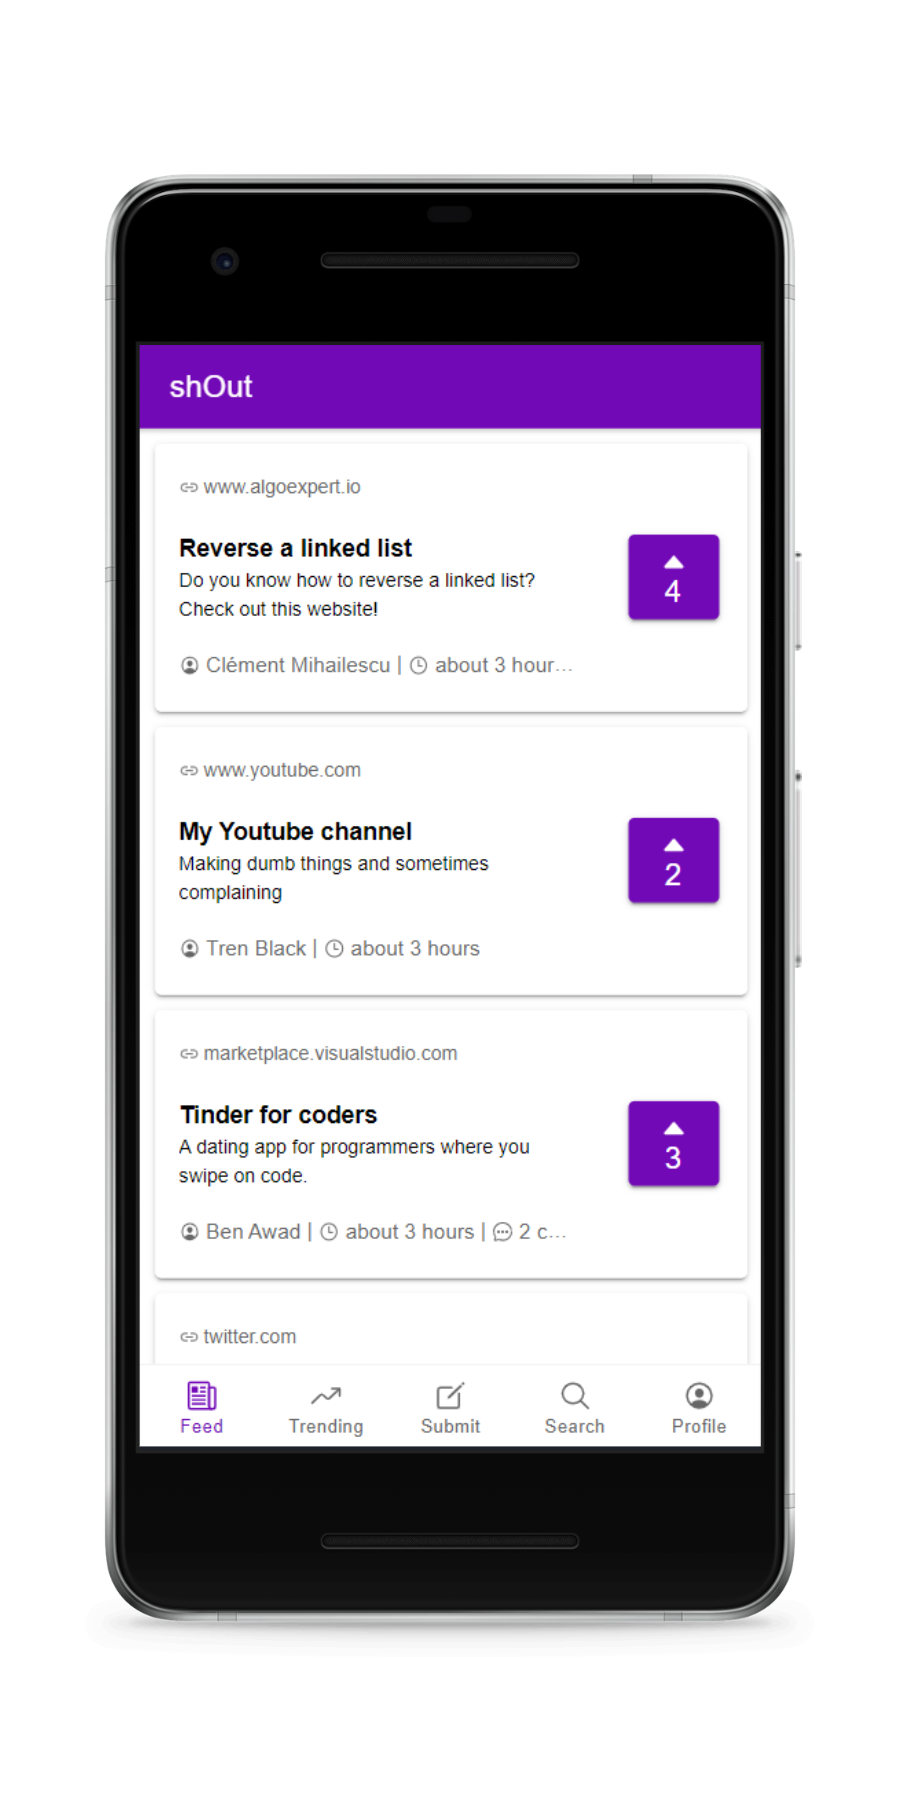 shOut
www.algoexpert.io
Reverse a linked list
Do you know how to reverse a linked list?
Check out this website!
4
Clément Mihailescu | about 3 hour...
www.youtube.com
My Youtube channel
Making dumb things and sometimes
complaining
2
Tren Black | about 3 hours
marketplace.visualstudio.com
Tinder for coders
A dating app for programmers where you
swipe on code.
3
Ben Awad | about 3 hours | 2 c...
twitter.com
Feed Trending Submit Search Profile